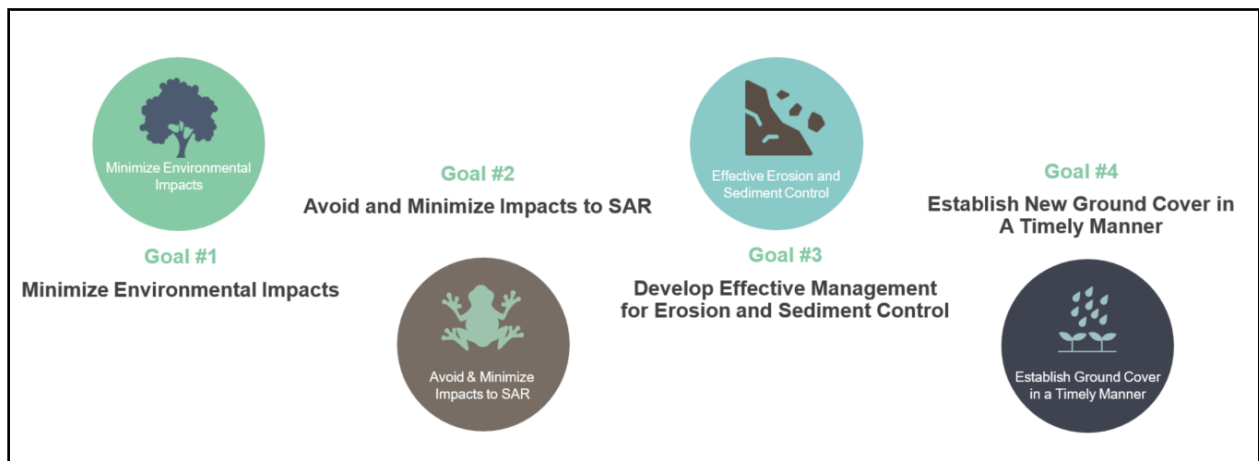 Minimize Environmental
Impacts
Goal #1
Minimize Environmental Impacts
Goal #2
Avoid and Minimize Impacts to SAR
Avoid & Minimize
Impacts to SAR
Effective Erosion and
Sediment Control
Goal #3
Develop Effective Management
for Erosion and Sediment Control
Goal #4
Establish New Ground Cover in
A Timely Manner
Establish Ground Cover
in a Timely Manner